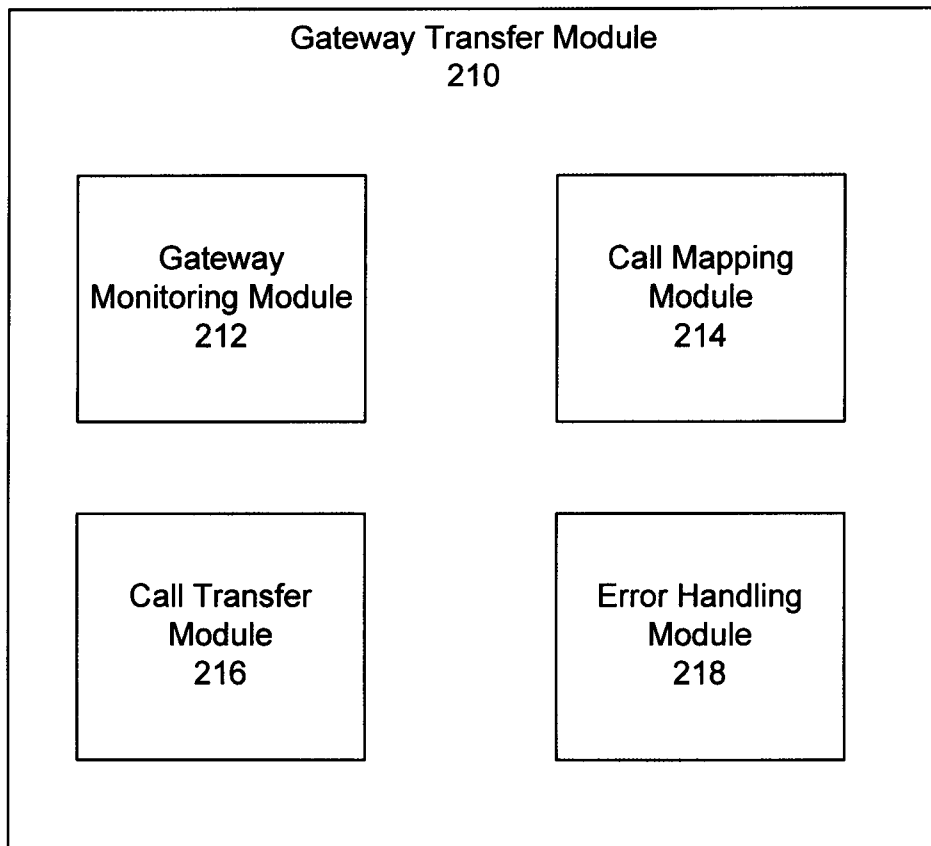 Gateway Transfer Module
210
Gateway
Monitoring Module
212
Call Mapping
Module
214
Call Transfer
Module
216
Error Handling
Module
218